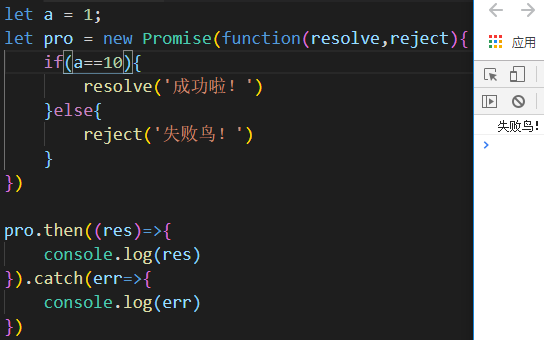 let a = 1;
let pro = new Promise(function(resolve,reject){
    if(a==10){
        resolve('成功啦! ')
    }else{
        reject('失败鸟! ')
    }
})
pro.then((res)=>{
    console.log(res)
}).catch(err=>{
    console.log(err)
})
应用
失败鸟!